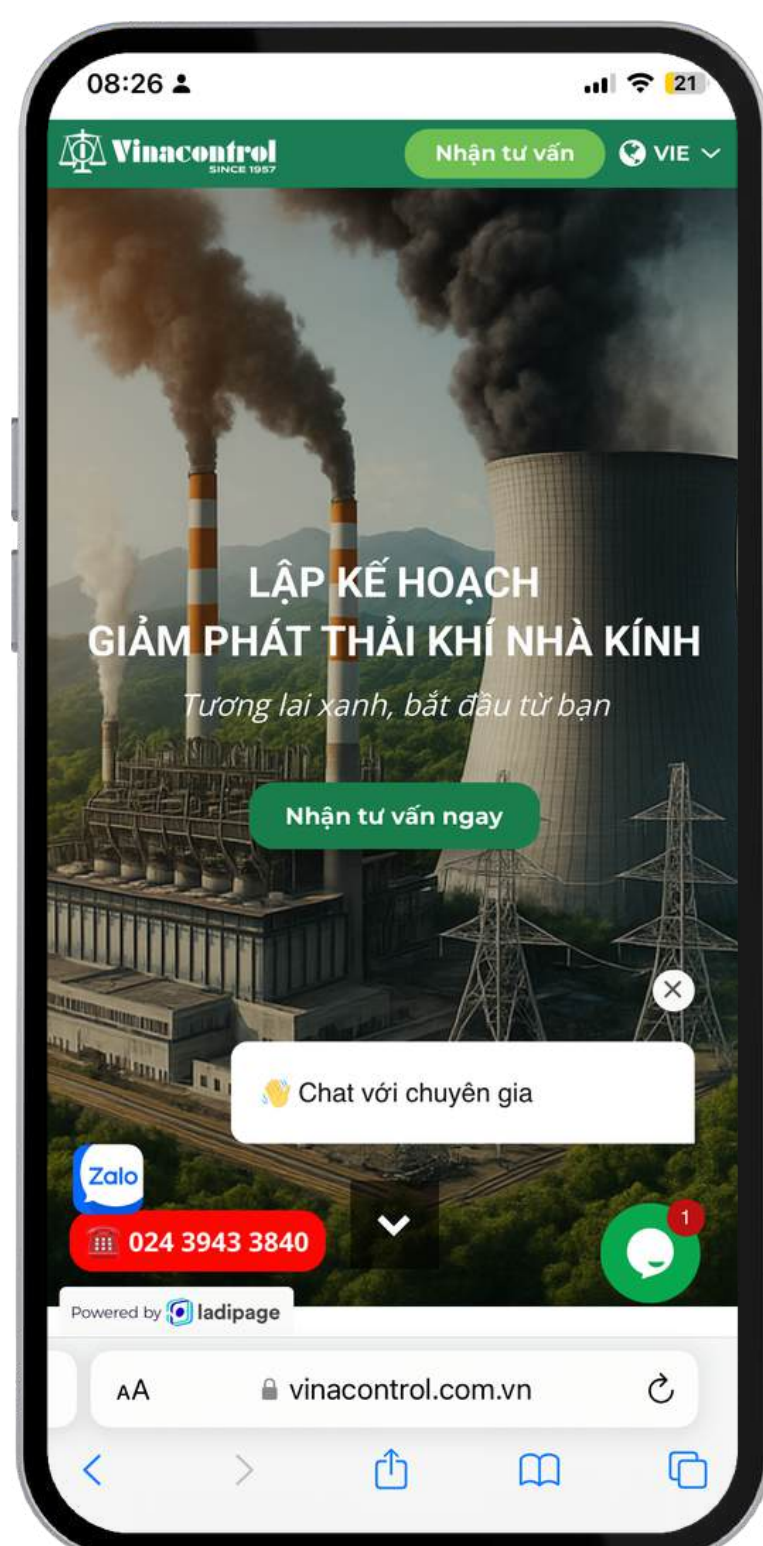 08:26
21
Vinacontrol
SINCE 1957
Nhận tư vấn
VIE
LẬP KẾ HOẠCH
GIẢM PHÁT THẢI KHÍ NHÀ KÍNH
Tương lai xanh, bắt đầu từ bạn
Nhận tư vấn ngay
👋 Chat với chuyên gia
Zalo
024 3943 3840
1
Powered by ladipage
AA
vinacontrol.com.vn